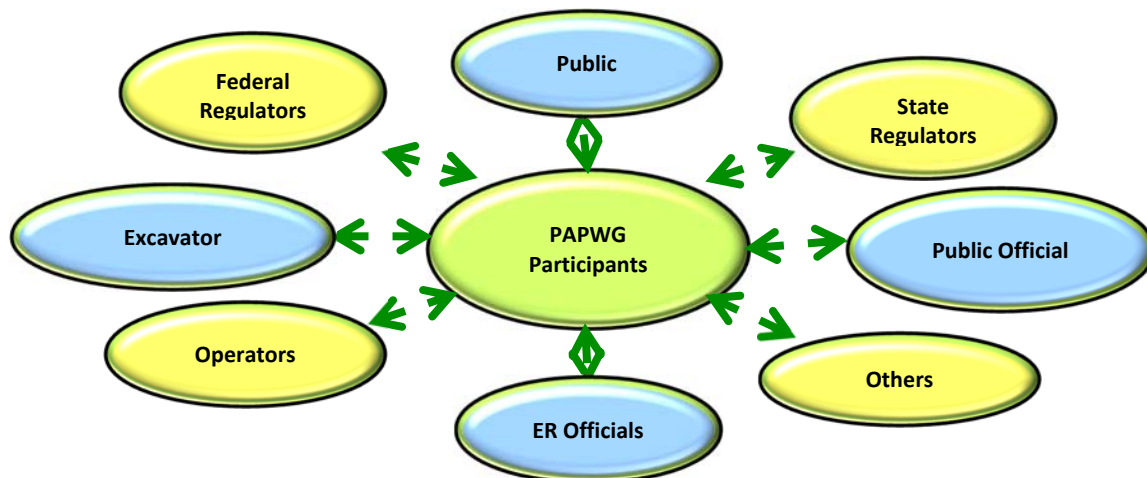 Public
Federal
Regulators
State
Regulators
Excavator
PAPWG
Participants
Public Official
Operators
Others
ER Officials